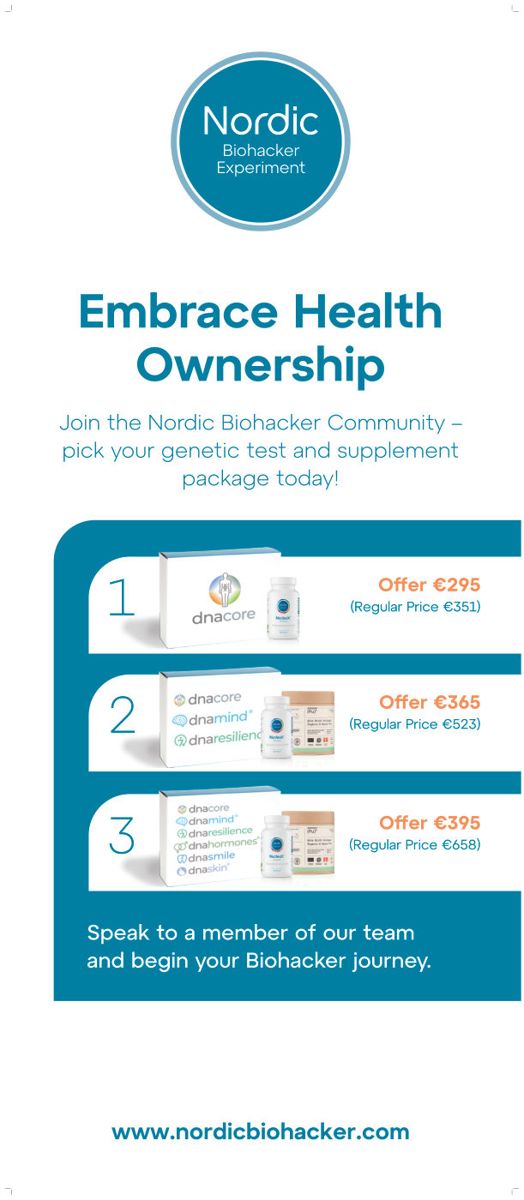 Nordic
Biohacker
Experiment
Embrace Health
Ownership
Join the Nordic Biohacker Community –
pick your genetic test and supplement
package today!
1
dnacore
Offer €295
(Regular Price €351)
2
dnacore
dnamind®
dnaresilienc
Offer €365
(Regular Price €523)
3
dnacore
dnamind®
dnaresilience
dnahormones®
dnasmile
dnaskin®
Offer €395
(Regular Price €658)
Speak to a member of our team
and begin your Biohacker journey.
www.nordicbiohacker.com